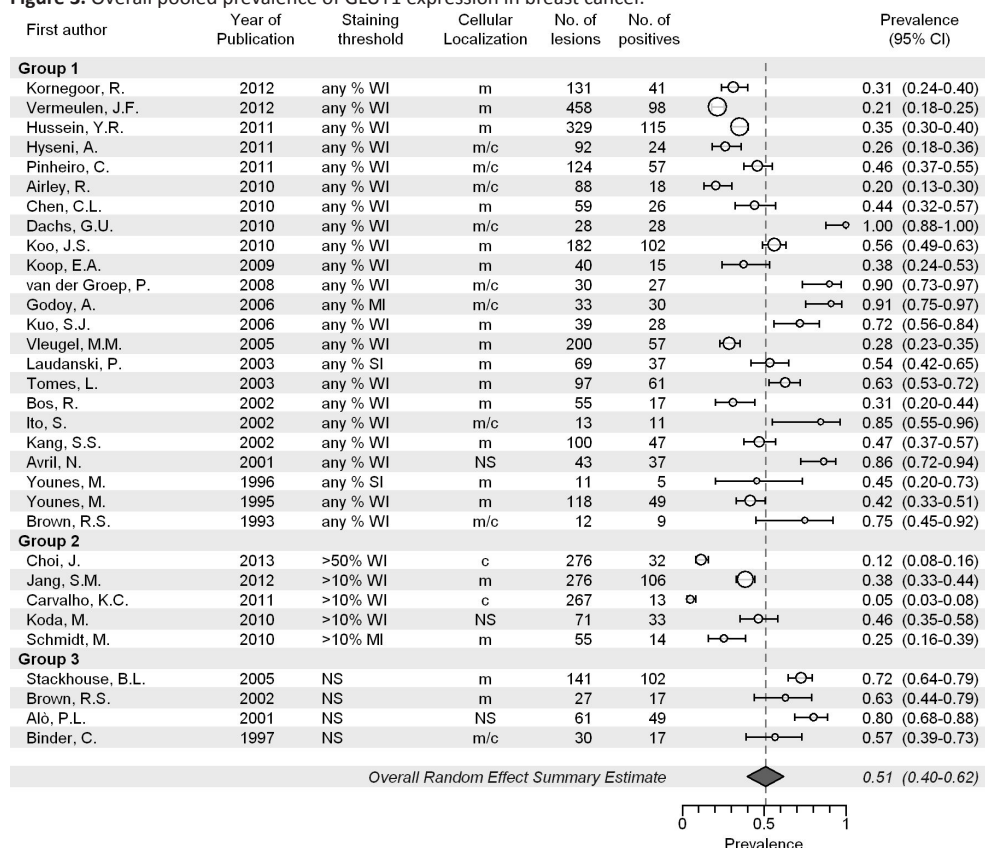 Figure 3. Overall pooled prevalence of GLUT1 expression in breast cancer.
First author Year of Publication Staining threshold Cellular Localization No. of lesions No. of positives Prevalence (95% CI)
Group 1
Kornegoor, R. 2012 any % WI m 131 41 0.31 (0.24-0.40)
Vermeulen, J.F. 2012 any % WI m 458 98 0.21 (0.18-0.25)
Hussein, Y.R. 2011 any % WI m 329 115 0.35 (0.30-0.40)
Hyseni, A. 2011 any % WI m/c 92 24 0.26 (0.18-0.36)
Pinheiro, C. 2011 any % WI m/c 124 57 0.46 (0.37-0.55)
Airley, R. 2010 any % WI m/c 88 18 0.20 (0.13-0.30)
Chen, C.L. 2010 any % WI m 59 26 0.44 (0.32-0.57)
Dachs, G.U. 2010 any % WI m/c 28 28 1.00 (0.88-1.00)
Koo, J.S. 2010 any % WI m 182 102 0.56 (0.49-0.63)
Koop, E.A. 2009 any % WI m 40 15 0.38 (0.24-0.53)
van der Groep, P. 2008 any % WI m/c 30 27 0.90 (0.73-0.97)
Godoy, A. 2006 any % MI m/c 33 30 0.91 (0.75-0.97)
Kuo, S.J. 2006 any % WI m 39 28 0.72 (0.56-0.84)
Vleugel, M.M. 2005 any % WI m 200 57 0.28 (0.23-0.35)
Laudanski, P. 2003 any % SI m 69 37 0.54 (0.42-0.65)
Tomes, L. 2003 any % WI m 97 61 0.63 (0.53-0.72)
Bos, R. 2002 any % WI m 55 17 0.31 (0.20-0.44)
Ito, S. 2002 any % WI m/c 13 11 0.85 (0.55-0.96)
Kang, S.S. 2002 any % WI m 100 47 0.47 (0.37-0.57)
Avril, N. 2001 any % WI NS 43 37 0.86 (0.72-0.94)
Younes, M. 1996 any % SI m 11 5 0.45 (0.20-0.73)
Younes, M. 1995 any % WI m 118 49 0.42 (0.33-0.51)
Brown, R.S. 1993 any % WI m/c 12 9 0.75 (0.45-0.92)
Group 2
Choi, J. 2013 >50% WI c 276 32 0.12 (0.08-0.16)
Jang, S.M. 2012 >10% WI m 276 106 0.38 (0.33-0.44)
Carvalho, K.C. 2011 >10% WI c 267 13 0.05 (0.03-0.08)
Koda, M. 2010 >10% WI NS 71 33 0.46 (0.35-0.58)
Schmidt, M. 2010 >10% MI m 55 14 0.25 (0.16-0.39)
Group 3
Stackhouse, B.L. 2005 NS m 141 102 0.72 (0.64-0.79)
Brown, R.S. 2002 NS m 27 17 0.63 (0.44-0.79)
Alò, P.L. 2001 NS NS 61 49 0.80 (0.68-0.88)
Binder, C. 1997 NS m/c 30 17 0.57 (0.39-0.73)
Overall Random Effect Summary Estimate 0.51 (0.40-0.62)
0 0.5 1
Prevalence